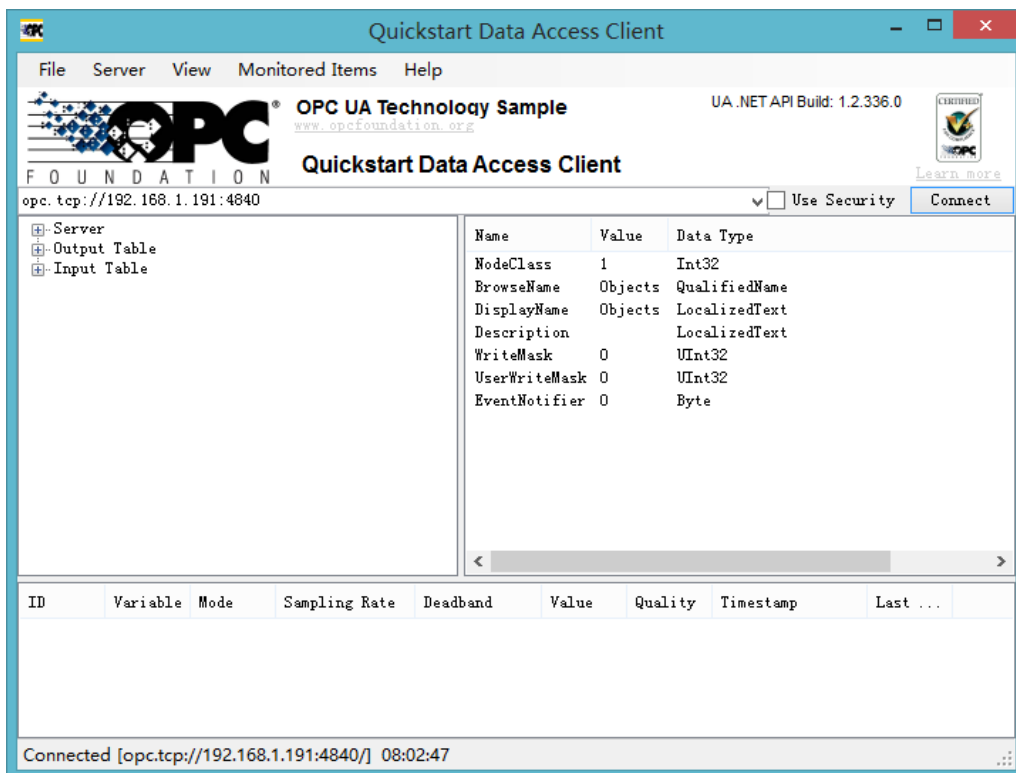 OPC
Quickstart Data Access Client
File Server View Monitored Items Help
OPC ®
FOUNDATION
OPC UA Technology Sample
www.opcfoundation.org
Quickstart Data Access Client
UA .NET API Build: 1.2.336.0
CERTIFIED
OPC
Learn more
opc.tcp://192.168.1.191:4840
Use Security
Connect
Server
Output Table
Input Table
Name Value Data Type
NodeClass 1 Int32
BrowseName Objects QualifiedName
DisplayName Objects LocalizedText
Description LocalizedText
WriteMask 0 UInt32
UserWriteMask 0 UInt32
EventNotifier 0 Byte
ID Variable Mode Sampling Rate Deadband Value Quality Timestamp Last ...
Connected [opc.tcp://192.168.1.191:4840/] 08:02:47